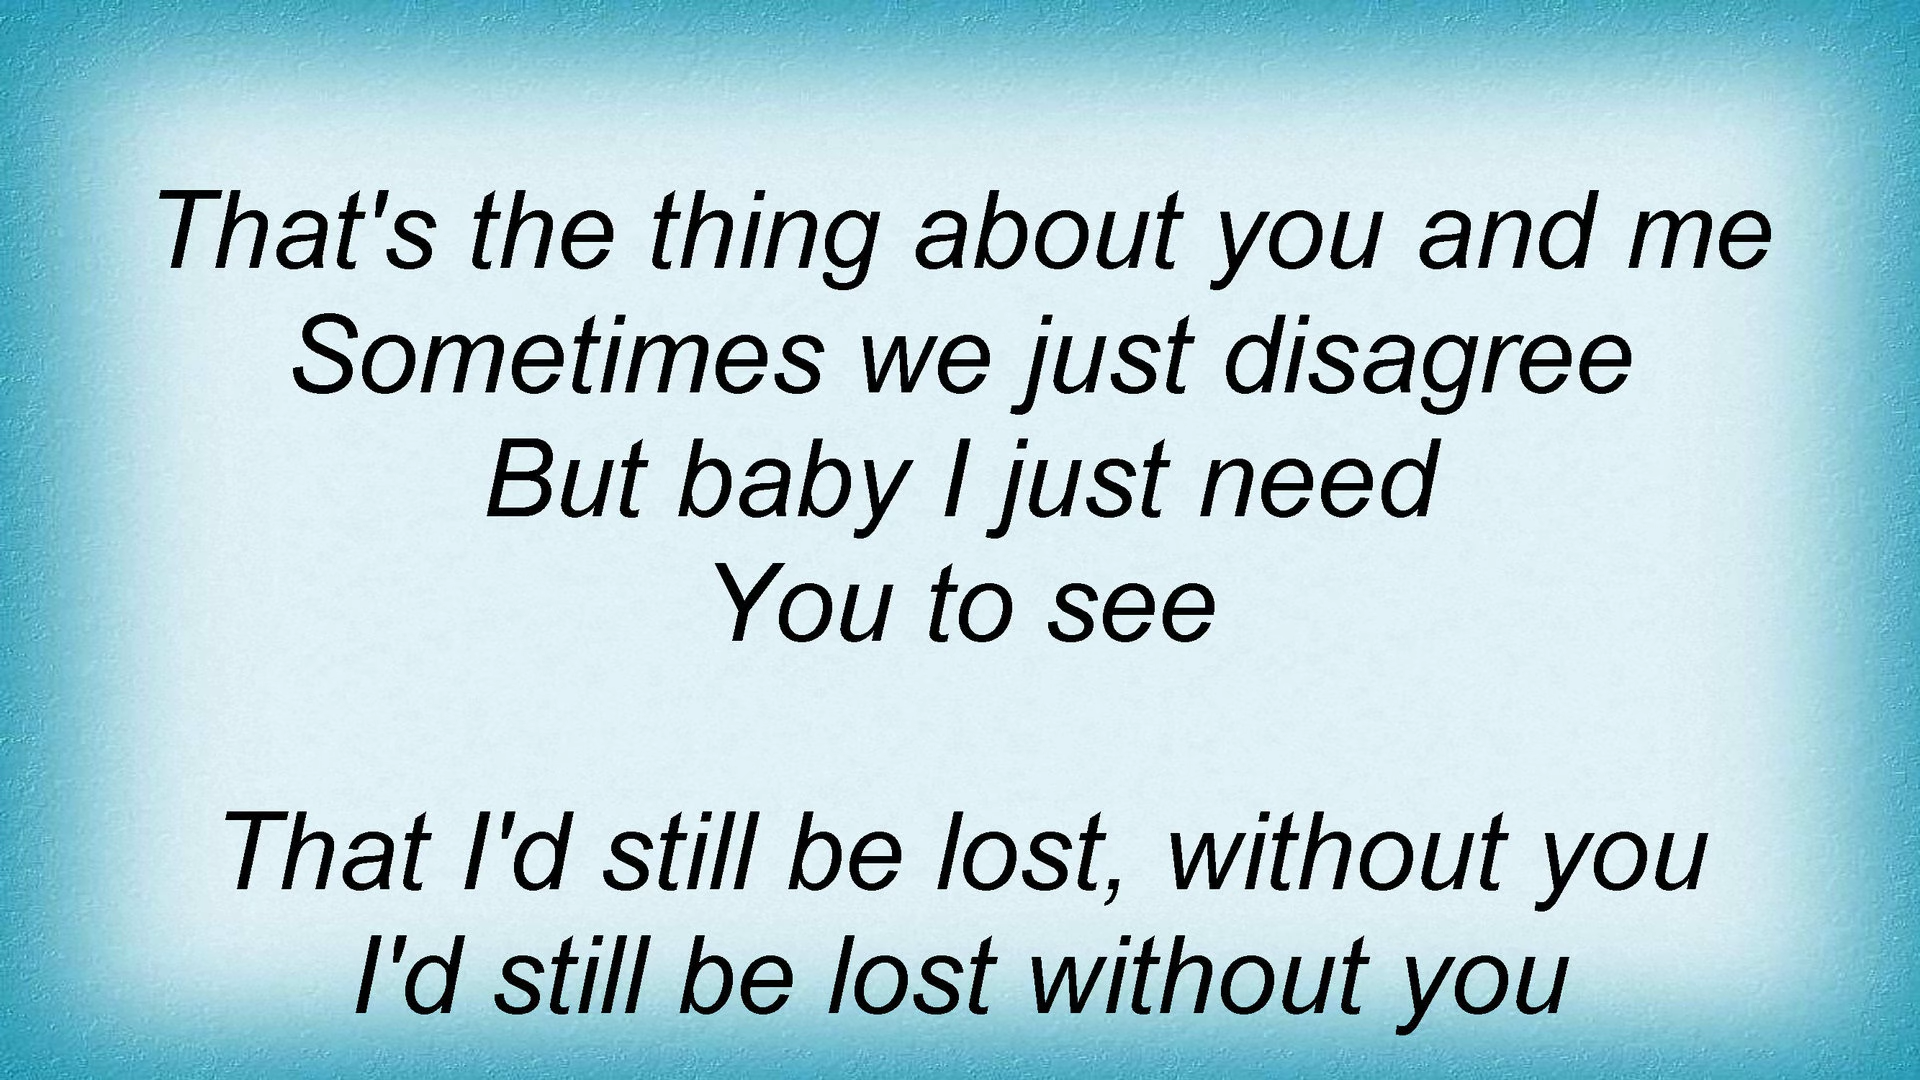 That's the thing about you and me
Sometimes we just disagree
But baby I just need
You to see
That I'd still be lost, without you
I'd still be lost without you